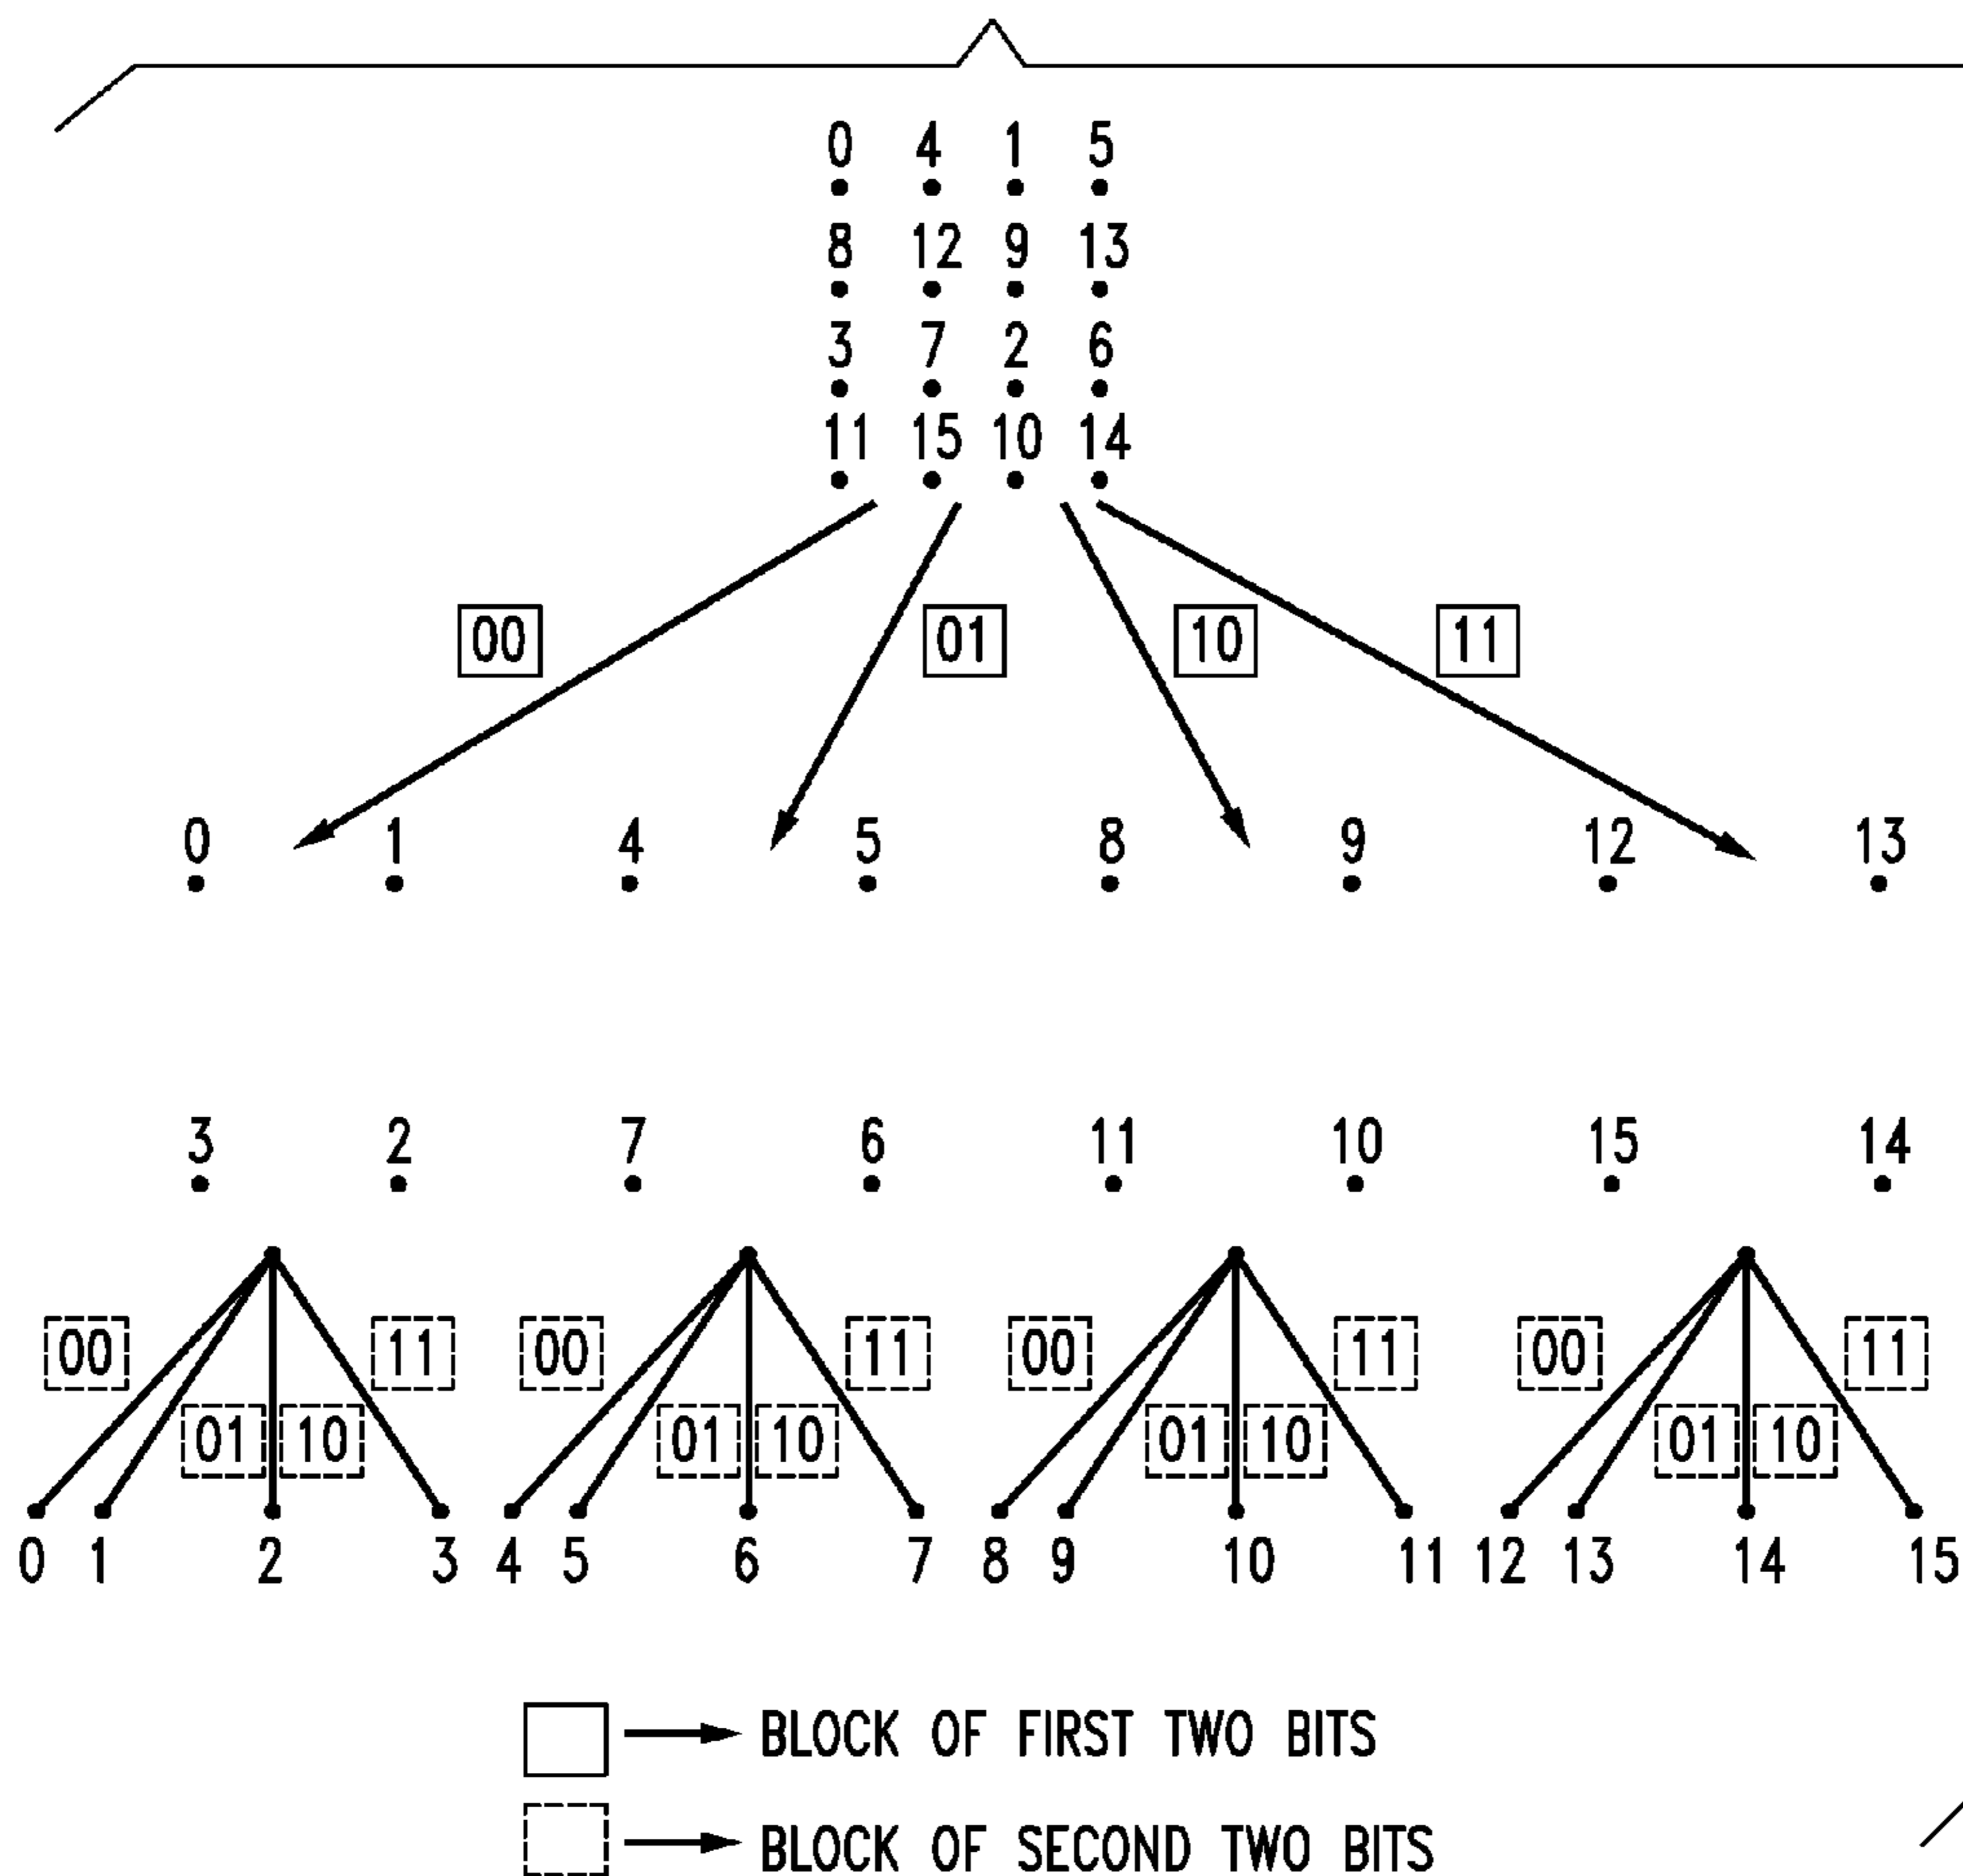 0 4 1 5
8 12 9 13
3 7 2 6
11 15 10 14
00 01 10 11
0 1 4 5 8 9 12 13
3 2 7 6 11 10 15 14
00 11 00 11 00 11 00 11
01 10 01 10 01 10 01 10
0 1 2 3 4 5 6 7 8 9 10 11 12 13 14 15
BLOCK OF FIRST TWO BITS
BLOCK OF SECOND TWO BITS